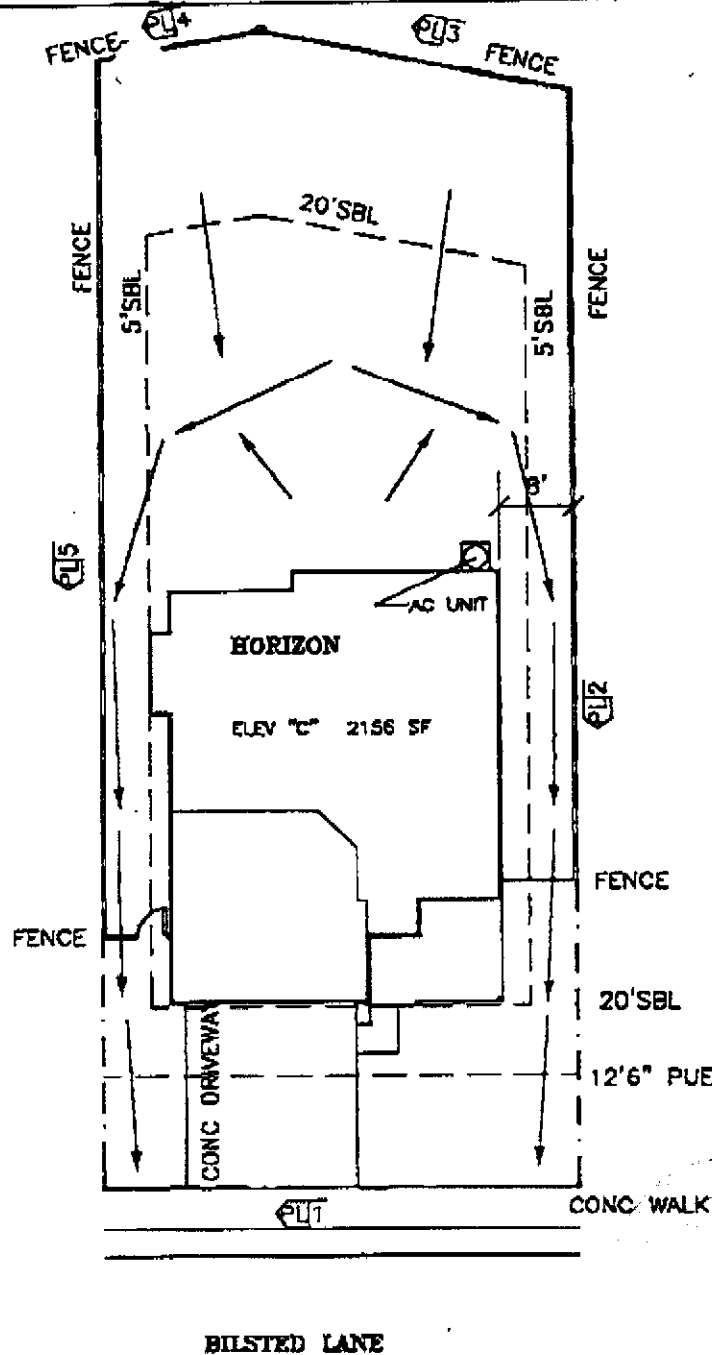 PL4
PL3
FENCE
FENCE
20'SBL
FENCE
FENCE
5'SBL
5'SBL
8'
PL5
AC UNIT
HORIZON
PL2
ELEV "C" 2156 SF
FENCE
FENCE
20'SBL
CONC DRIVEWAY
12'6" PUE
CONC WALK
PL1
BILSTED LANE